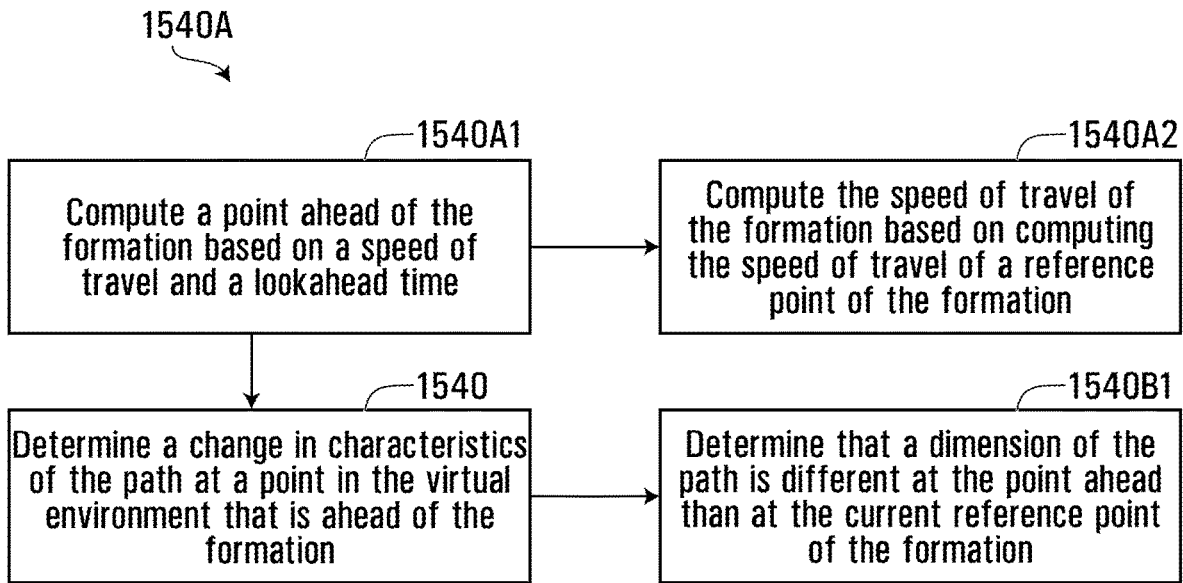 1540A
1540A1
Compute a point ahead of the
formation based on a speed of
travel and a lookahead time
1540A2
Compute the speed of travel of
the formation based on computing
the speed of travel of a reference
point of the formation
1540
Determine a change in characteristics
of the path at a point in the virtual
environment that is ahead of the
formation
1540B1
Determine that a dimension of the
path is different at the point ahead
than at the current reference point
of the formation